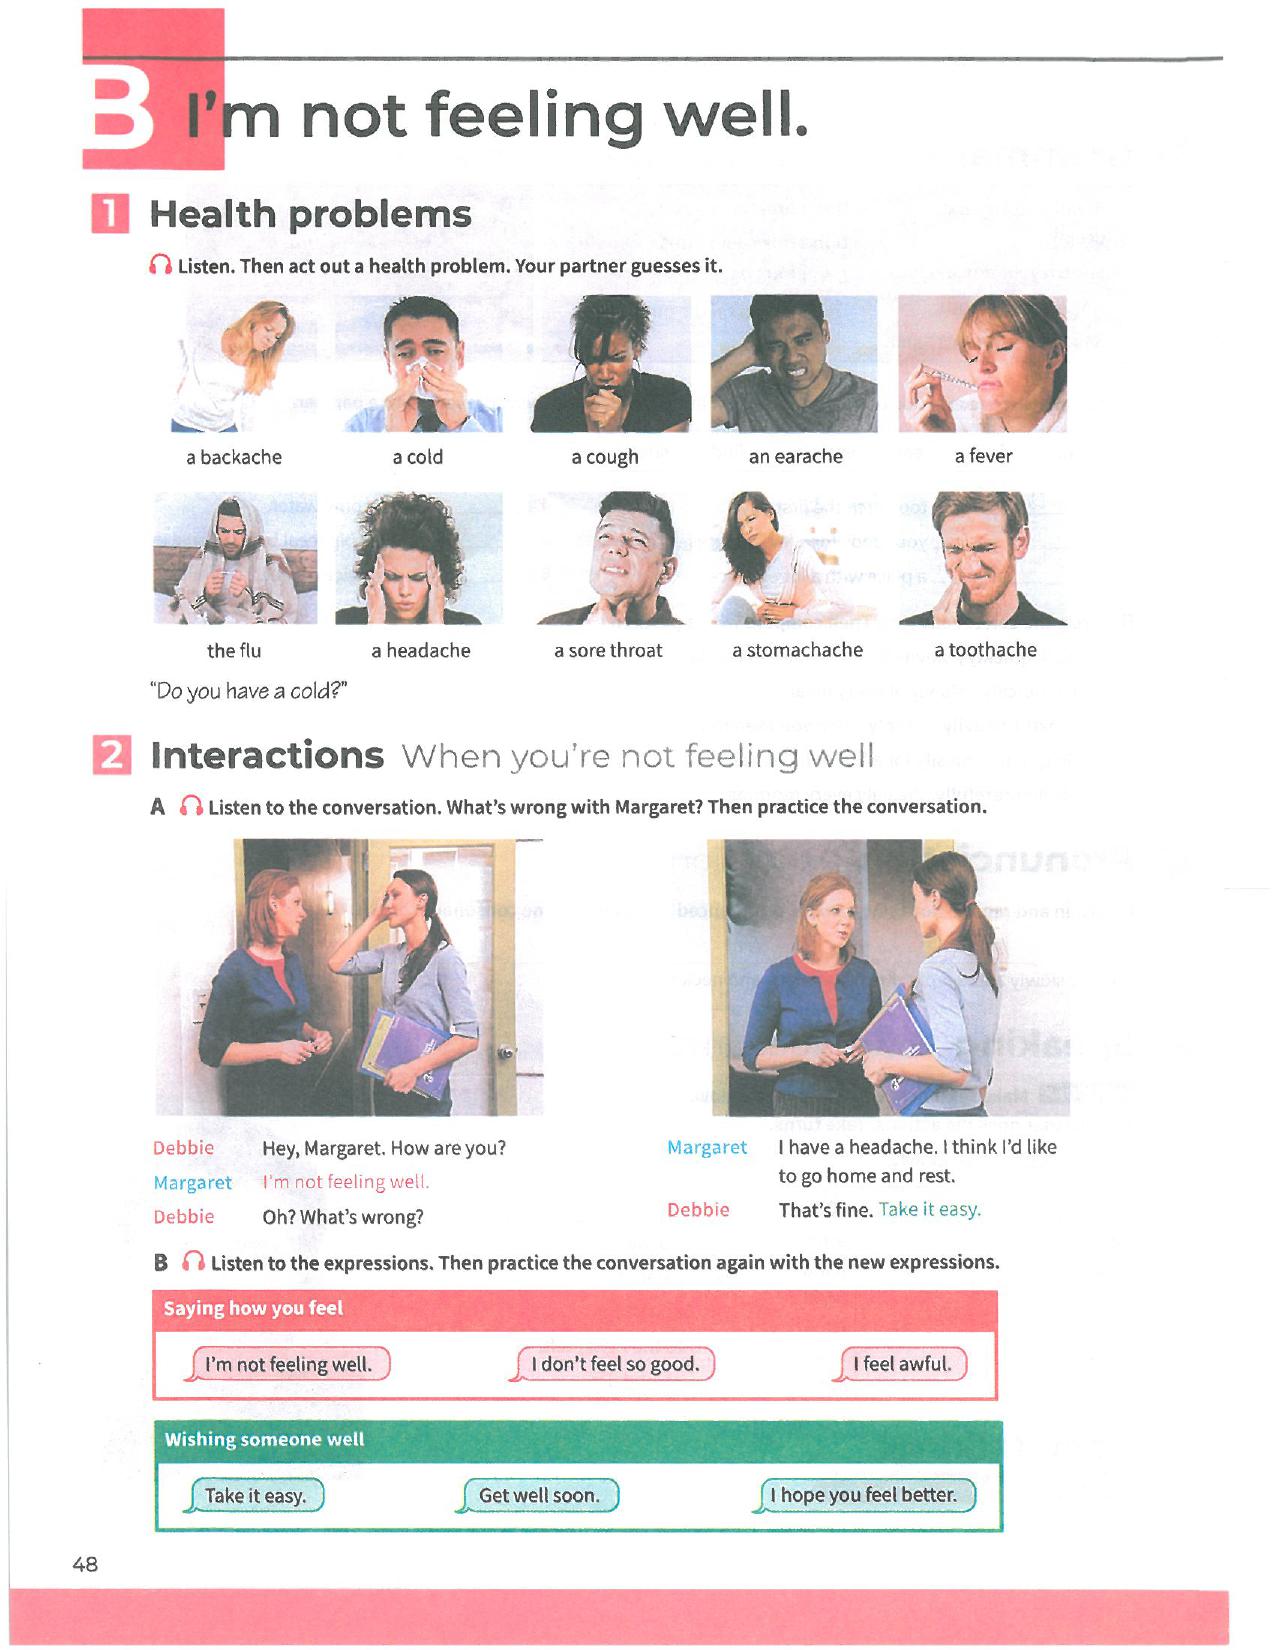 B I'm not feeling well.
1 Health problems
Listen. Then act out a health problem. Your partner guesses it.
a backache a cold a cough an earache a fever
the flu a headache a sore throat a stomachache a toothache
"Do you have a cold?"
2 Interactions When you're not feeling well
A Listen to the conversation. What's wrong with Margaret? Then practice the conversation.
Debbie Hey, Margaret. How are you?
Margaret I'm not feeling well.
Debbie Oh? What's wrong?
Margaret I have a headache. I think I'd like
to go home and rest.
Debbie That's fine. Take it easy.
B Listen to the expressions. Then practice the conversation again with the new expressions.
Saying how you feel
I'm not feeling well. I don't feel so good. I feel awful.
Wishing someone well
Take it easy. Get well soon. I hope you feel better.
48